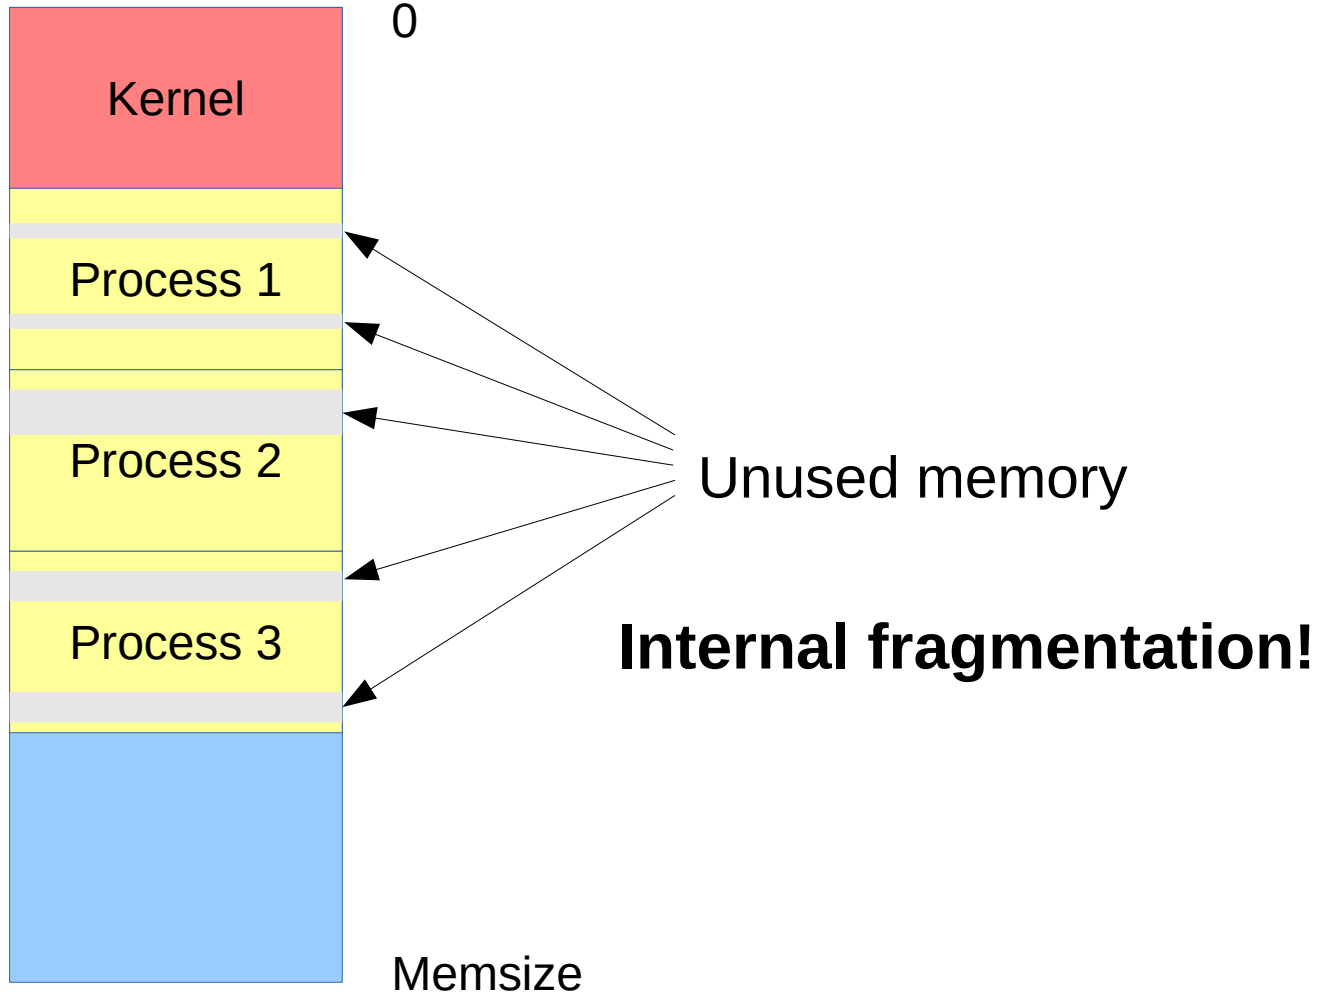 0
Kernel
Process 1
Process 2
Unused memory
Internal fragmentation!
Process 3
Memsize